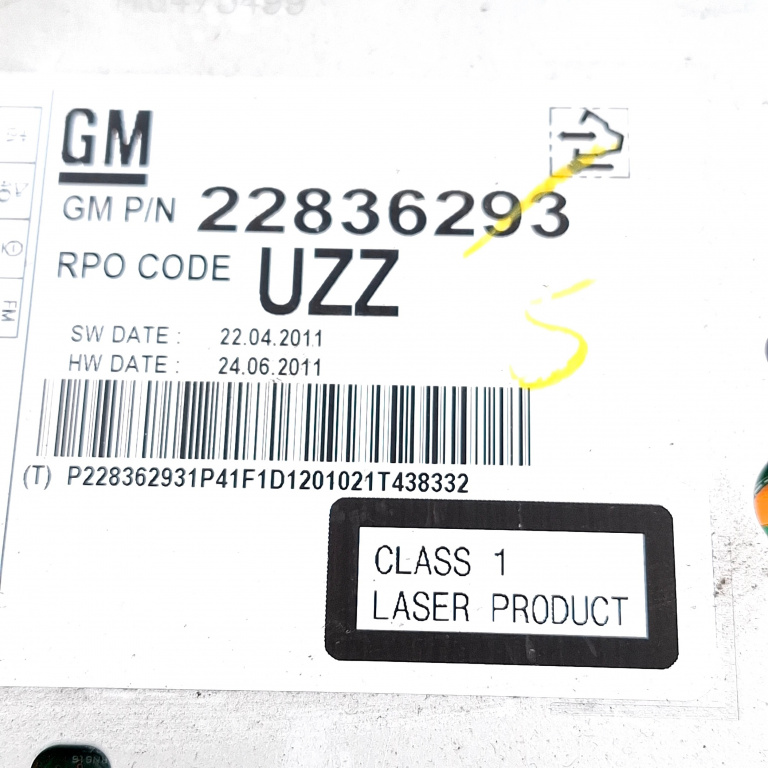 GM
GM P/N 22836293
RPO CODE UZZ
SW DATE : 22.04.2011
HW DATE : 24.06.2011
(T) P228362931P41F1D1201021T438332
CLASS 1
LASER PRODUCT
S
FM